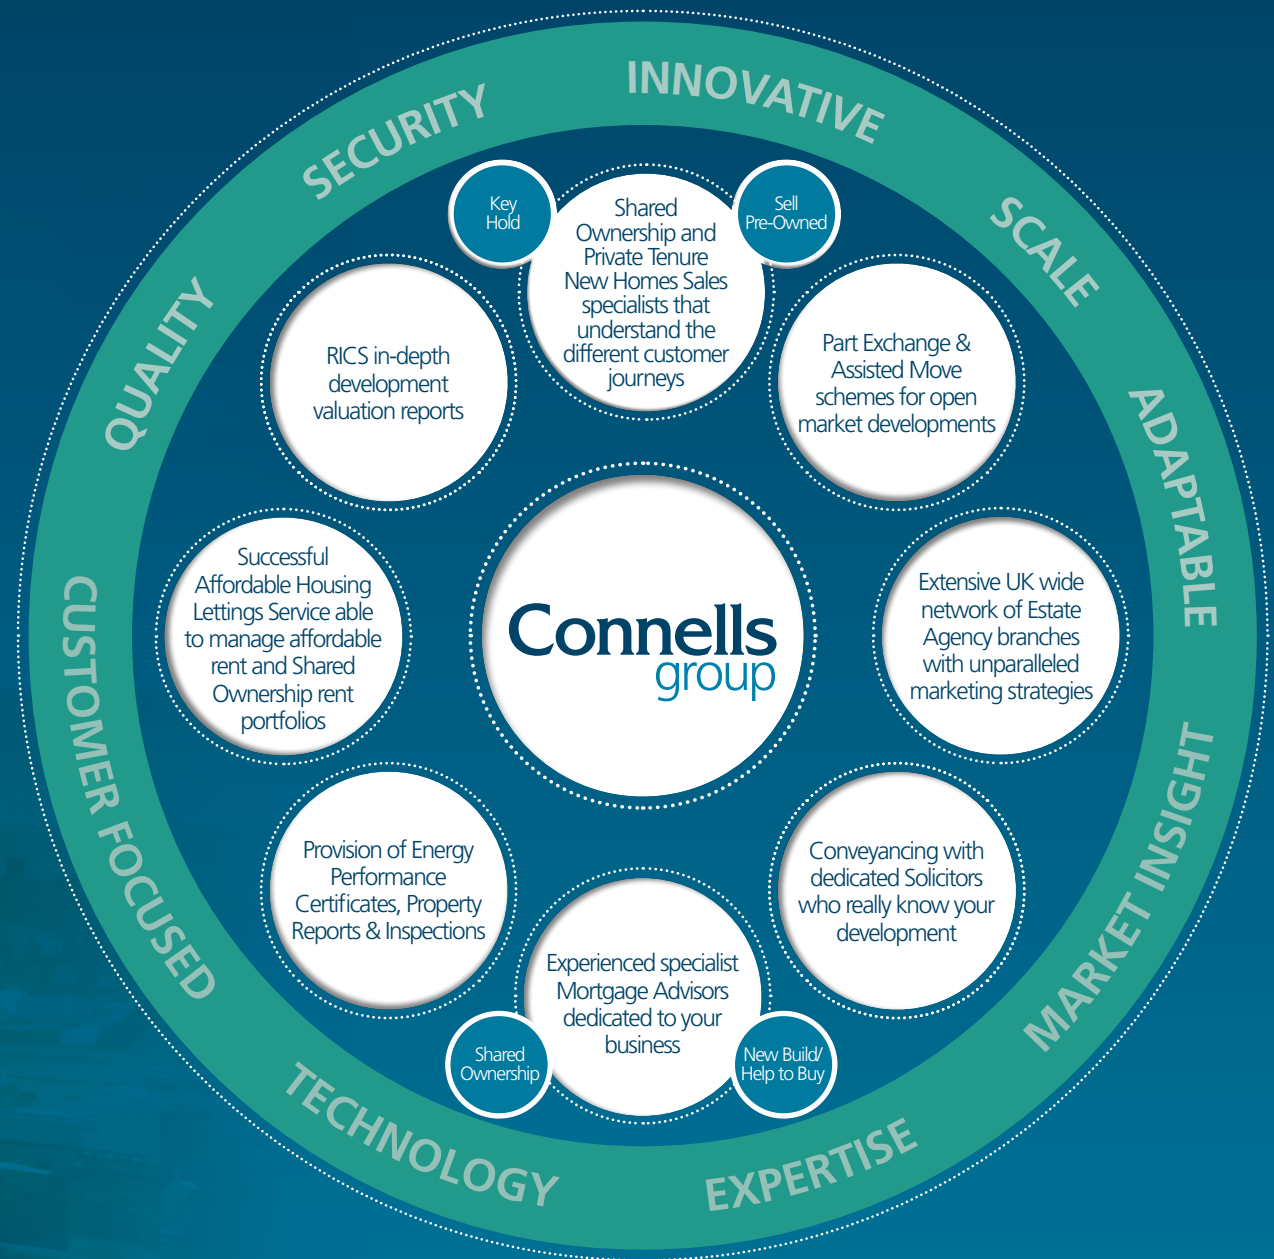 INNOVATIVE
SCALE
ADAPTABLE
MARKET INSIGHT
EXPERTISE
TECHNOLOGY
CUSTOMER FOCUSED
QUALITY
SECURITY
Key
Hold
Shared
Ownership and
Private Tenure
New Homes Sales
specialists that
understand the
different customer
journeys
Sell
Pre-Owned
Part Exchange &
Assisted Move
schemes for open
market developments
Extensive UK wide
network of Estate
Agency branches
with unparalleled
marketing strategies
Conveyancing with
dedicated Solicitors
who really know your
development
Experienced specialist
Mortgage Advisors
dedicated to your
business
New Build/
Help to Buy
Shared
Ownership
Provision of Energy
Performance
Certificates, Property
Reports & Inspections
Successful
Affordable Housing
Lettings Service able
to manage affordable
rent and Shared
Ownership rent
portfolios
RICS in-depth
development
valuation reports
Connells
group